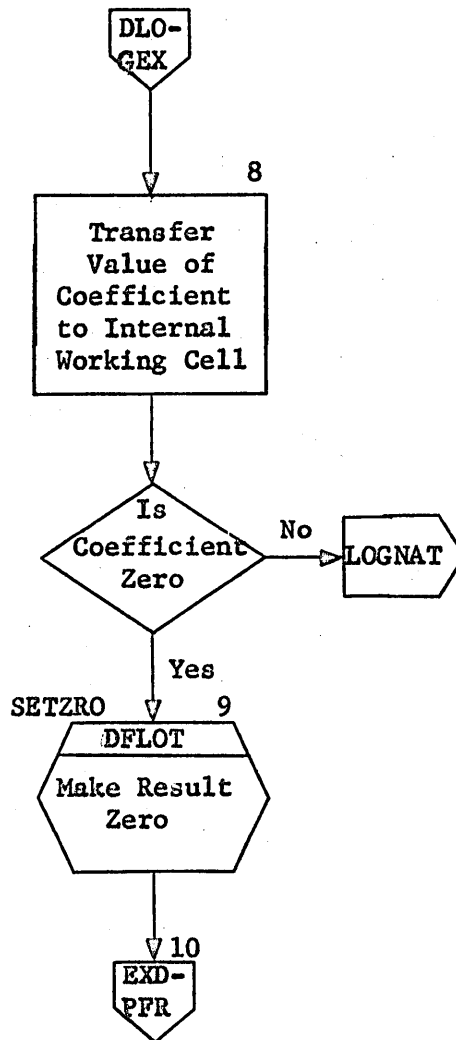 DLO-
GEX
8
Transfer
Value of
Coefficient
to Internal
Working Cell
Is
Coefficient
Zero
No
LOGNAT
Yes
SETZRO 9
DFLOT
Make Result
Zero
10
EXD-
PFR